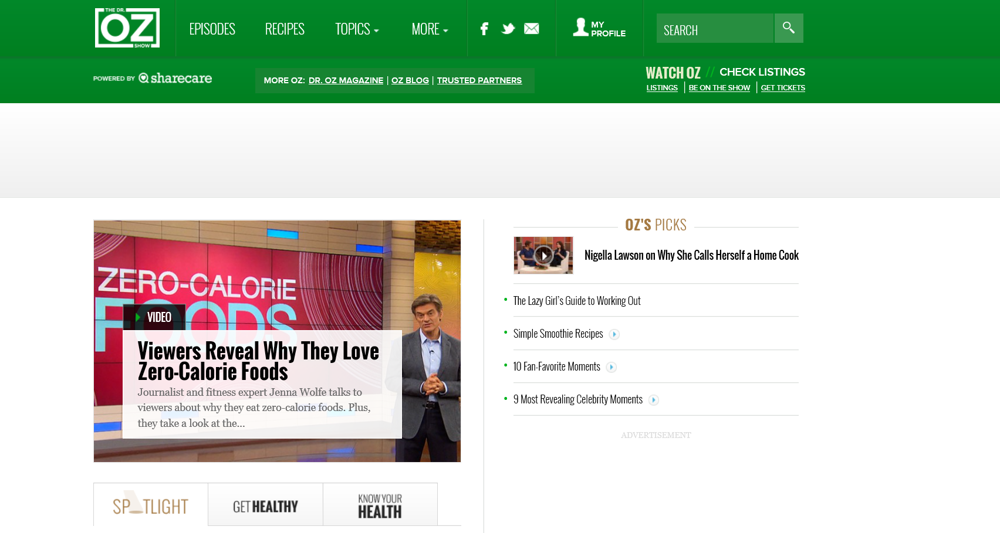 THE DR.
OZ
SHOW
EPISODES
RECIPES
TOPICS
MORE
MY
PROFILE
SEARCH
POWERED BY sharecare
MORE OZ: DR. OZ MAGAZINE | OZ BLOG | TRUSTED PARTNERS
WATCH OZ // CHECK LISTINGS
LISTINGS | BE ON THE SHOW | GET TICKETS
ZERO-CALORIE
FOODS
VIDEO
Viewers Reveal Why They Love
Zero-Calorie Foods
Journalist and fitness expert Jenna Wolfe talks to
viewers about why they eat zero-calorie foods. Plus,
they take a look at the...
SPOTLIGHT
GET HEALTHY
KNOW YOUR
HEALTH
OZ'S PICKS
Nigella Lawson on Why She Calls Herself a Home Cook
The Lazy Girl's Guide to Working Out
Simple Smoothie Recipes
10 Fan-Favorite Moments
9 Most Revealing Celebrity Moments
ADVERTISEMENT